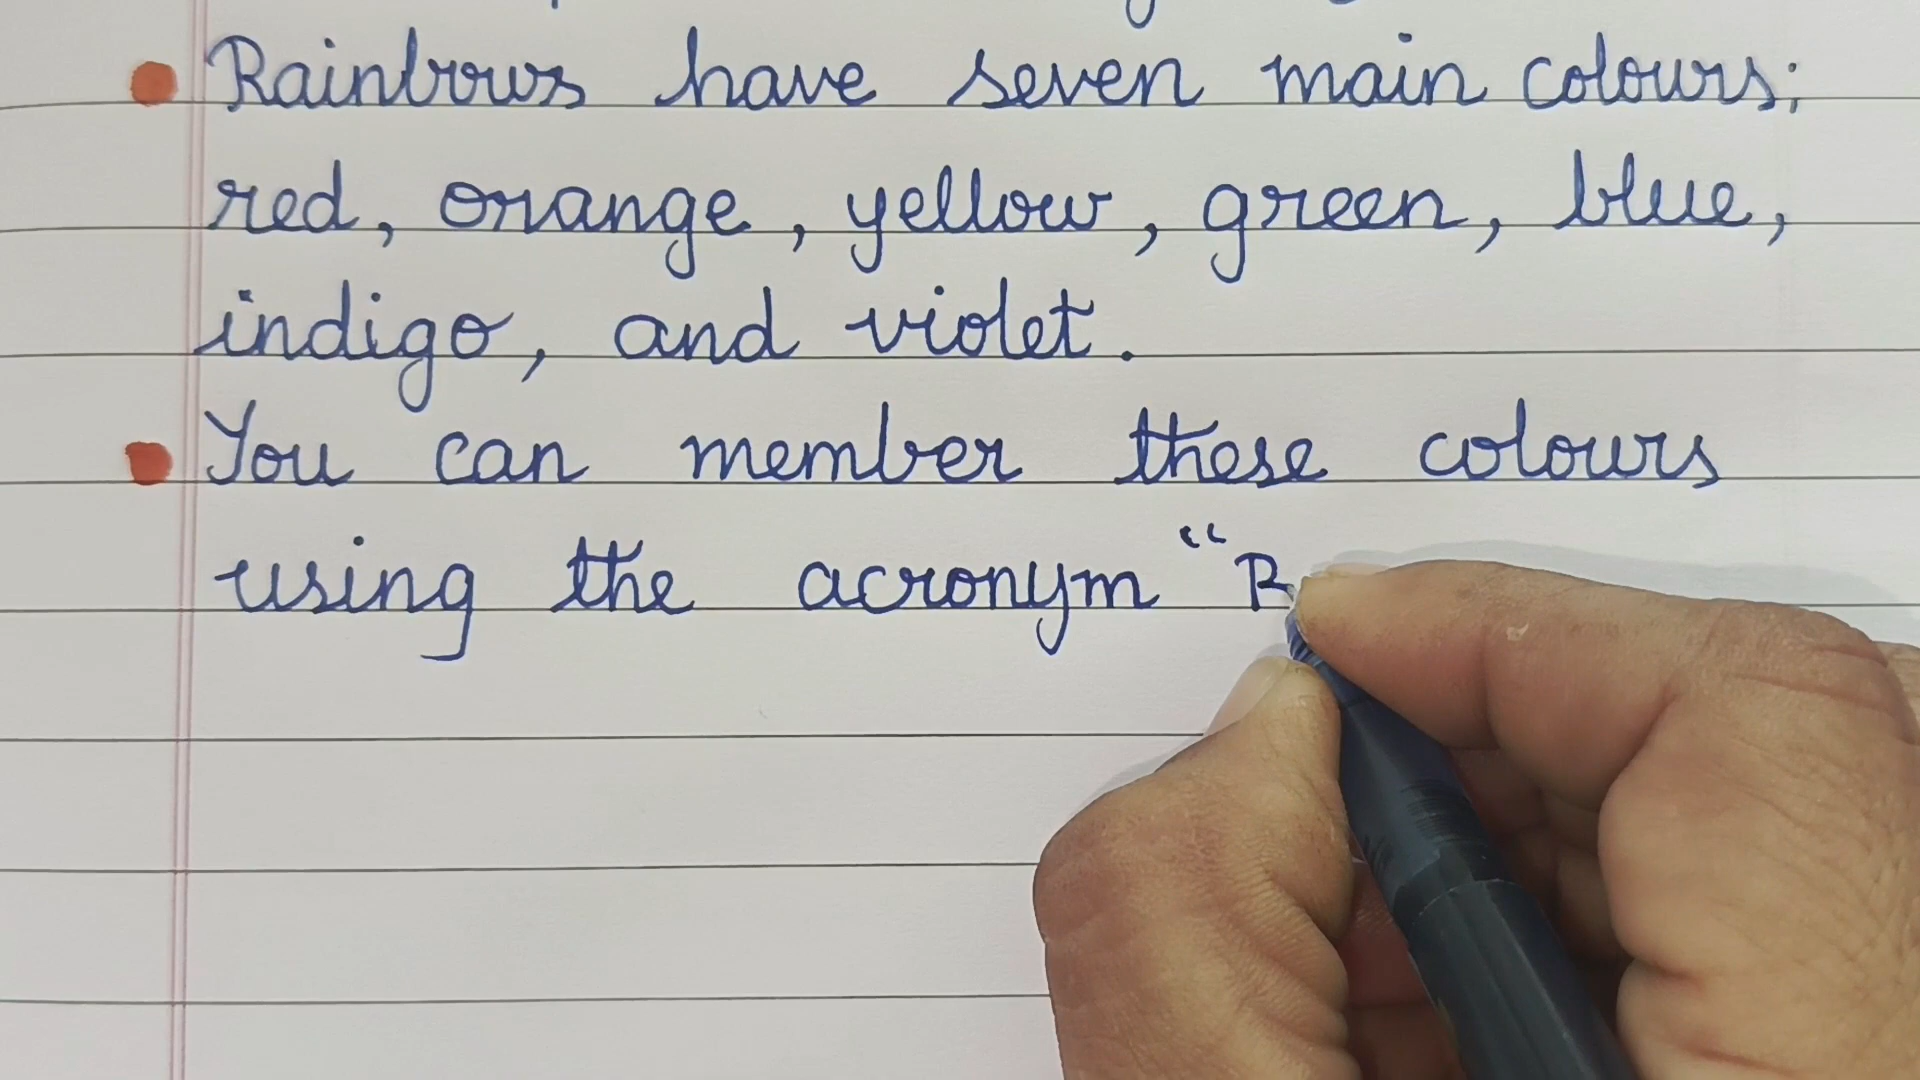 Rainbows have seven main colours;
red, orange, yellow, green, blue,
indigo, and violet.
You can member these colours
using the acronym "R